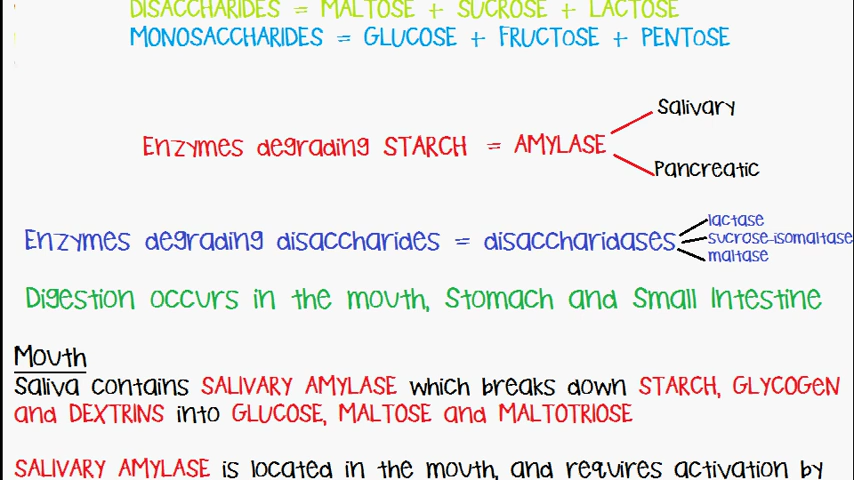 DISACCHARIDES = MALTOSE + SUCROSE + LACTOSE
MONOSACCHARIDES = GLUCOSE + FRUCTOSE + PENTOSE
Salivary
Enzymes degrading STARCH = AMYLASE
Pancreatic
lactase
Enzymes degrading disaccharides = disaccharidases
sucrose-isomaltase
maltase
Digestion occurs in the mouth, Stomach and Small Intestine
Mouth
Saliva contains SALIVARY AMYLASE which breaks down STARCH, GLYCOGEN
and DEXTRINS into GLUCOSE, MALTOSE and MALTOTRIOSE
SALIVARY AMYLASE is located in the mouth, and requires activation by